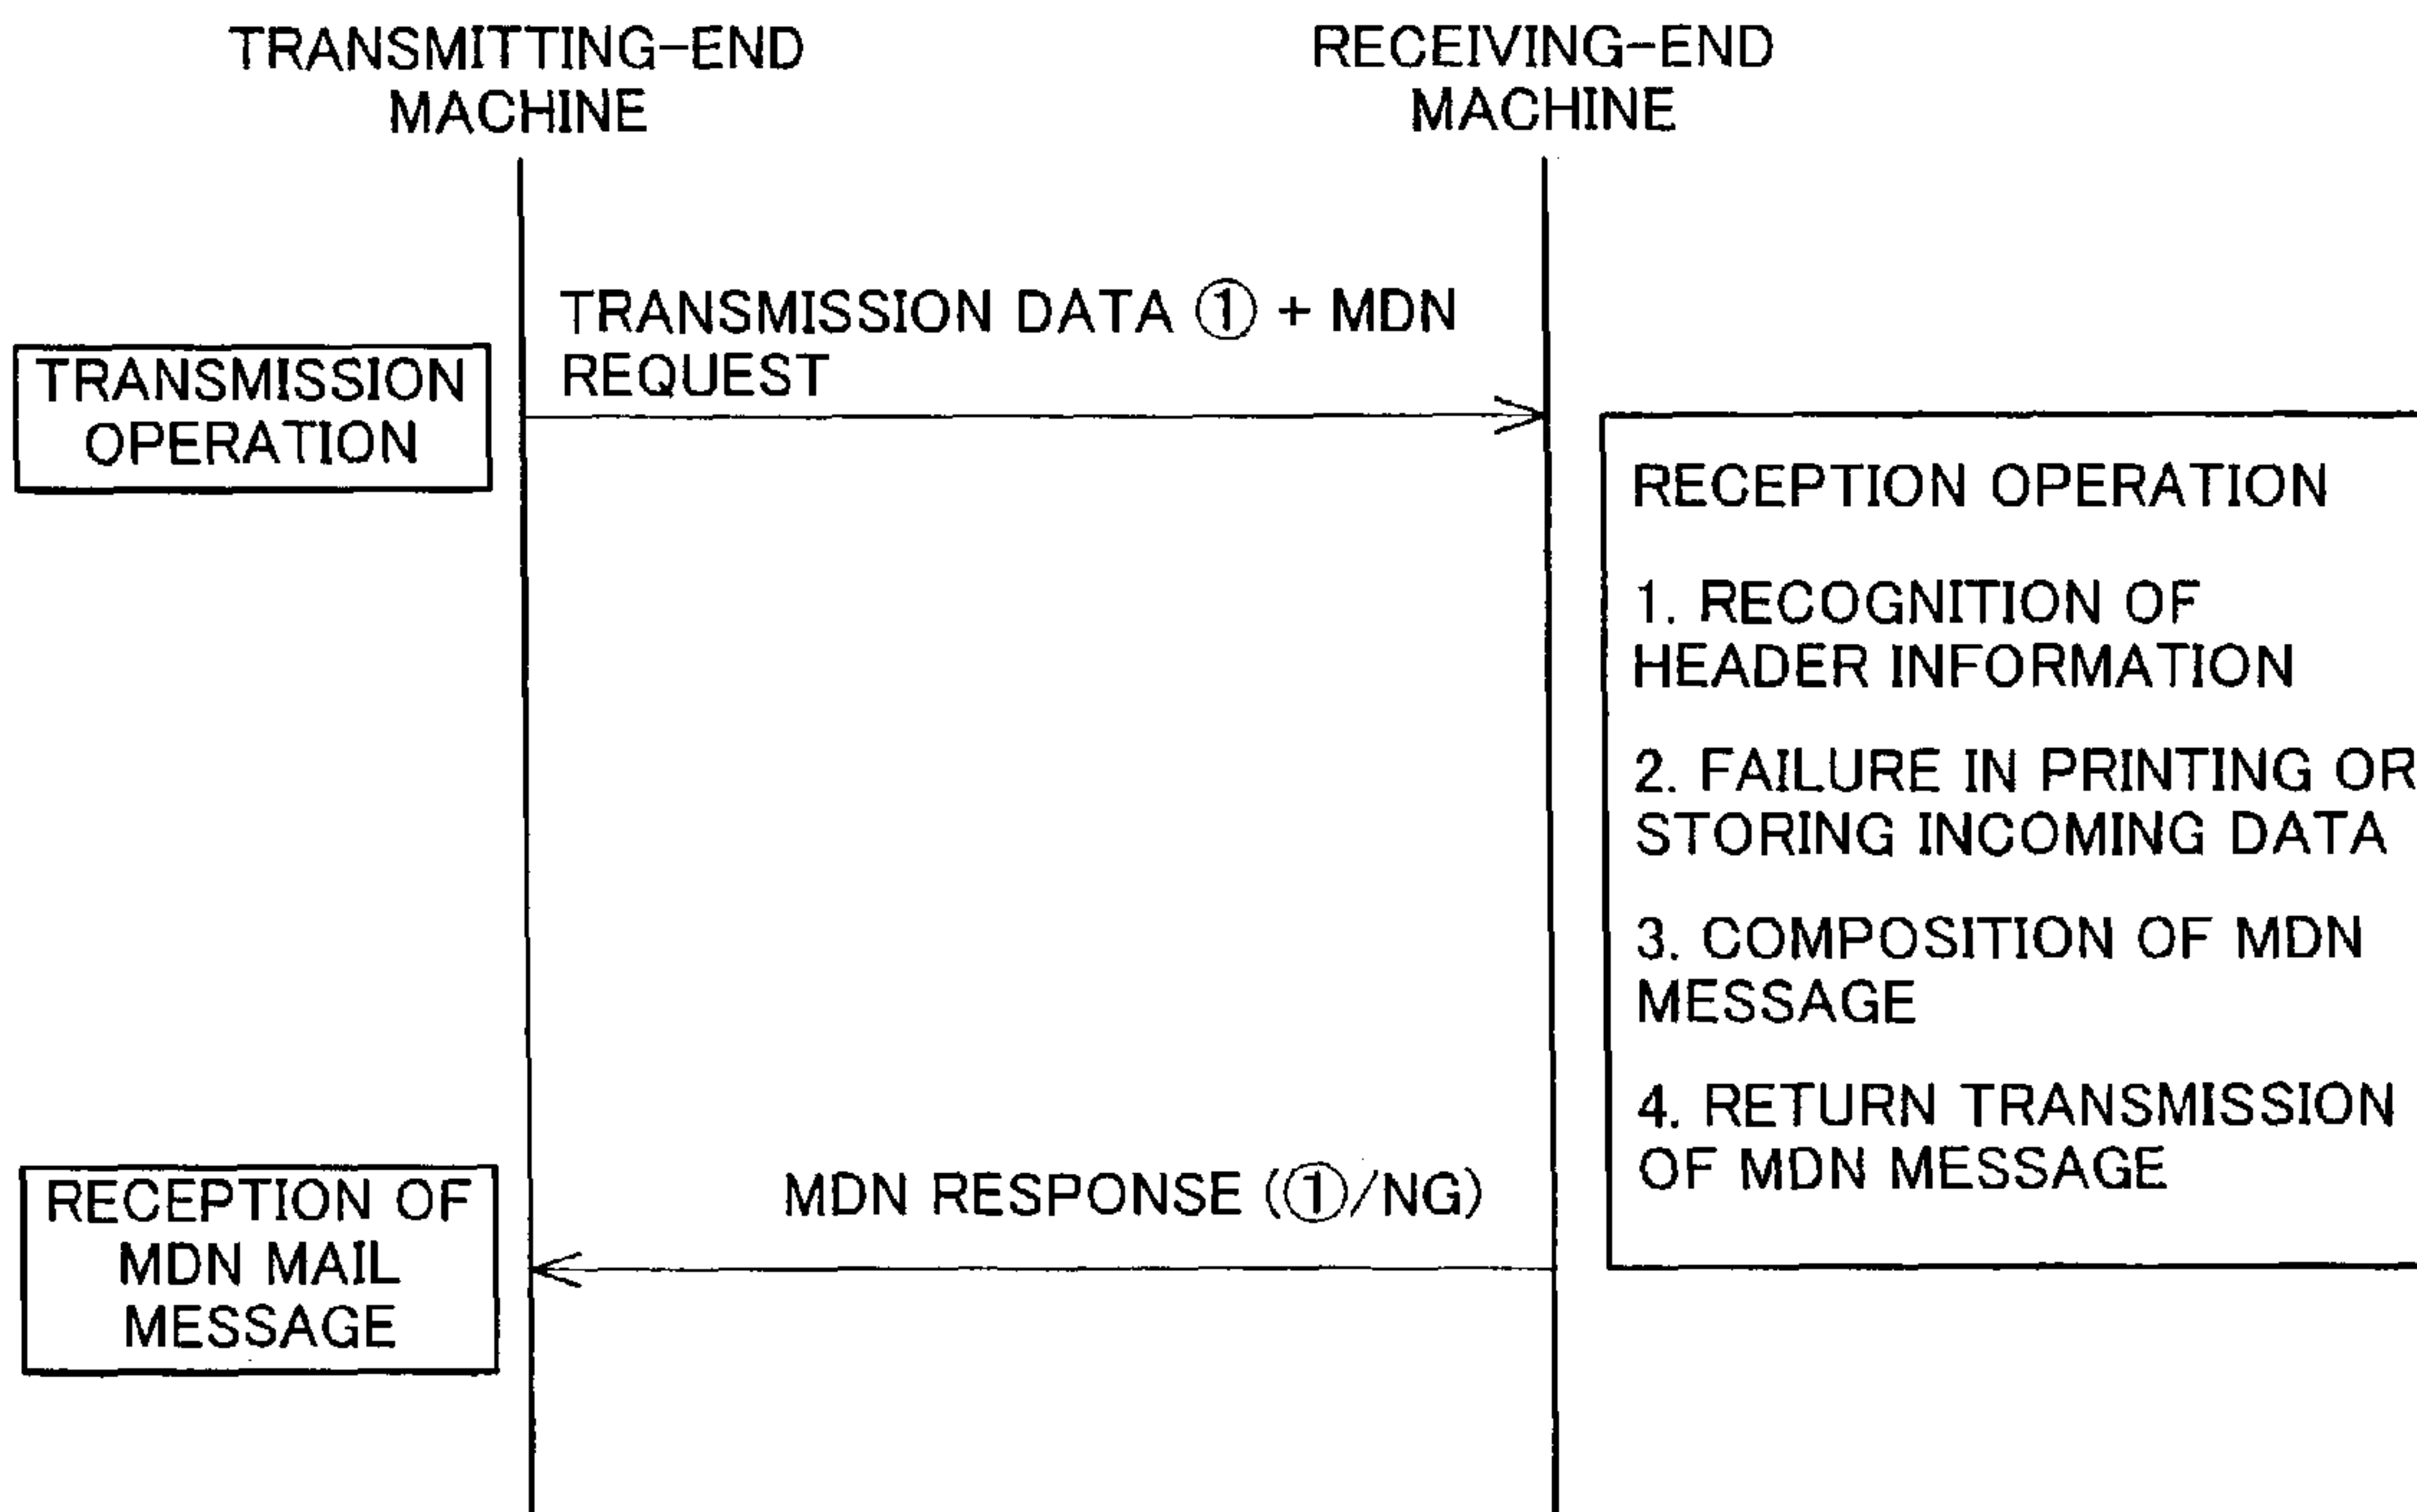 TRANSMITTING-END
MACHINE
RECEIVING-END
MACHINE
TRANSMISSION DATA ① + MDN
REQUEST
TRANSMISSION
OPERATION
RECEPTION OPERATION
1. RECOGNITION OF
HEADER INFORMATION
2. FAILURE IN PRINTING OR
STORING INCOMING DATA
3. COMPOSITION OF MDN
MESSAGE
4. RETURN TRANSMISSION
OF MDN MESSAGE
MDN RESPONSE (①/NG)
RECEPTION OF
MDN MAIL
MESSAGE